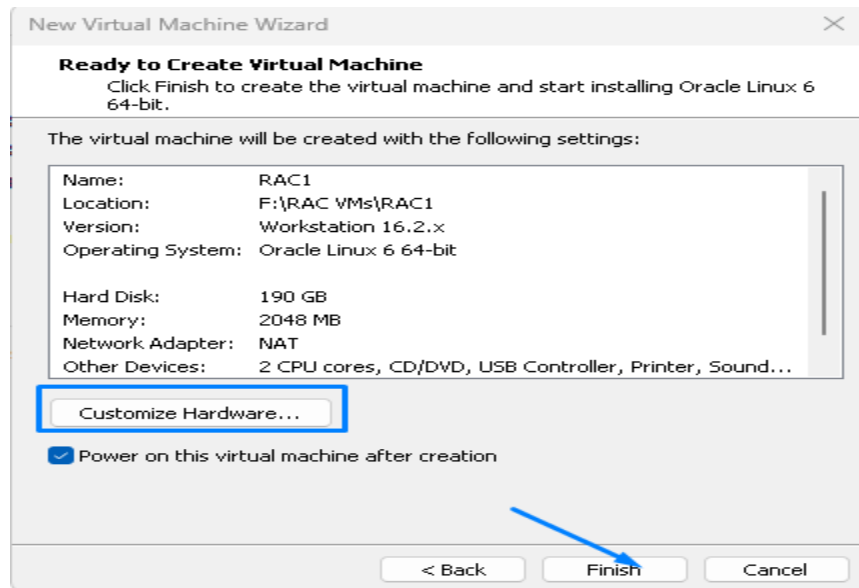 New Virtual Machine Wizard
Ready to Create Virtual Machine
Click Finish to create the virtual machine and start installing Oracle Linux 6
64-bit.
The virtual machine will be created with the following settings:
Name: RAC1
Location: F:\RAC VMs\RAC1
Version: Workstation 16.2.x
Operating System: Oracle Linux 6 64-bit
Hard Disk: 190 GB
Memory: 2048 MB
Network Adapter: NAT
Other Devices: 2 CPU cores, CD/DVD, USB Controller, Printer, Sound...
Customize Hardware...
Power on this virtual machine after creation
< Back Finish Cancel